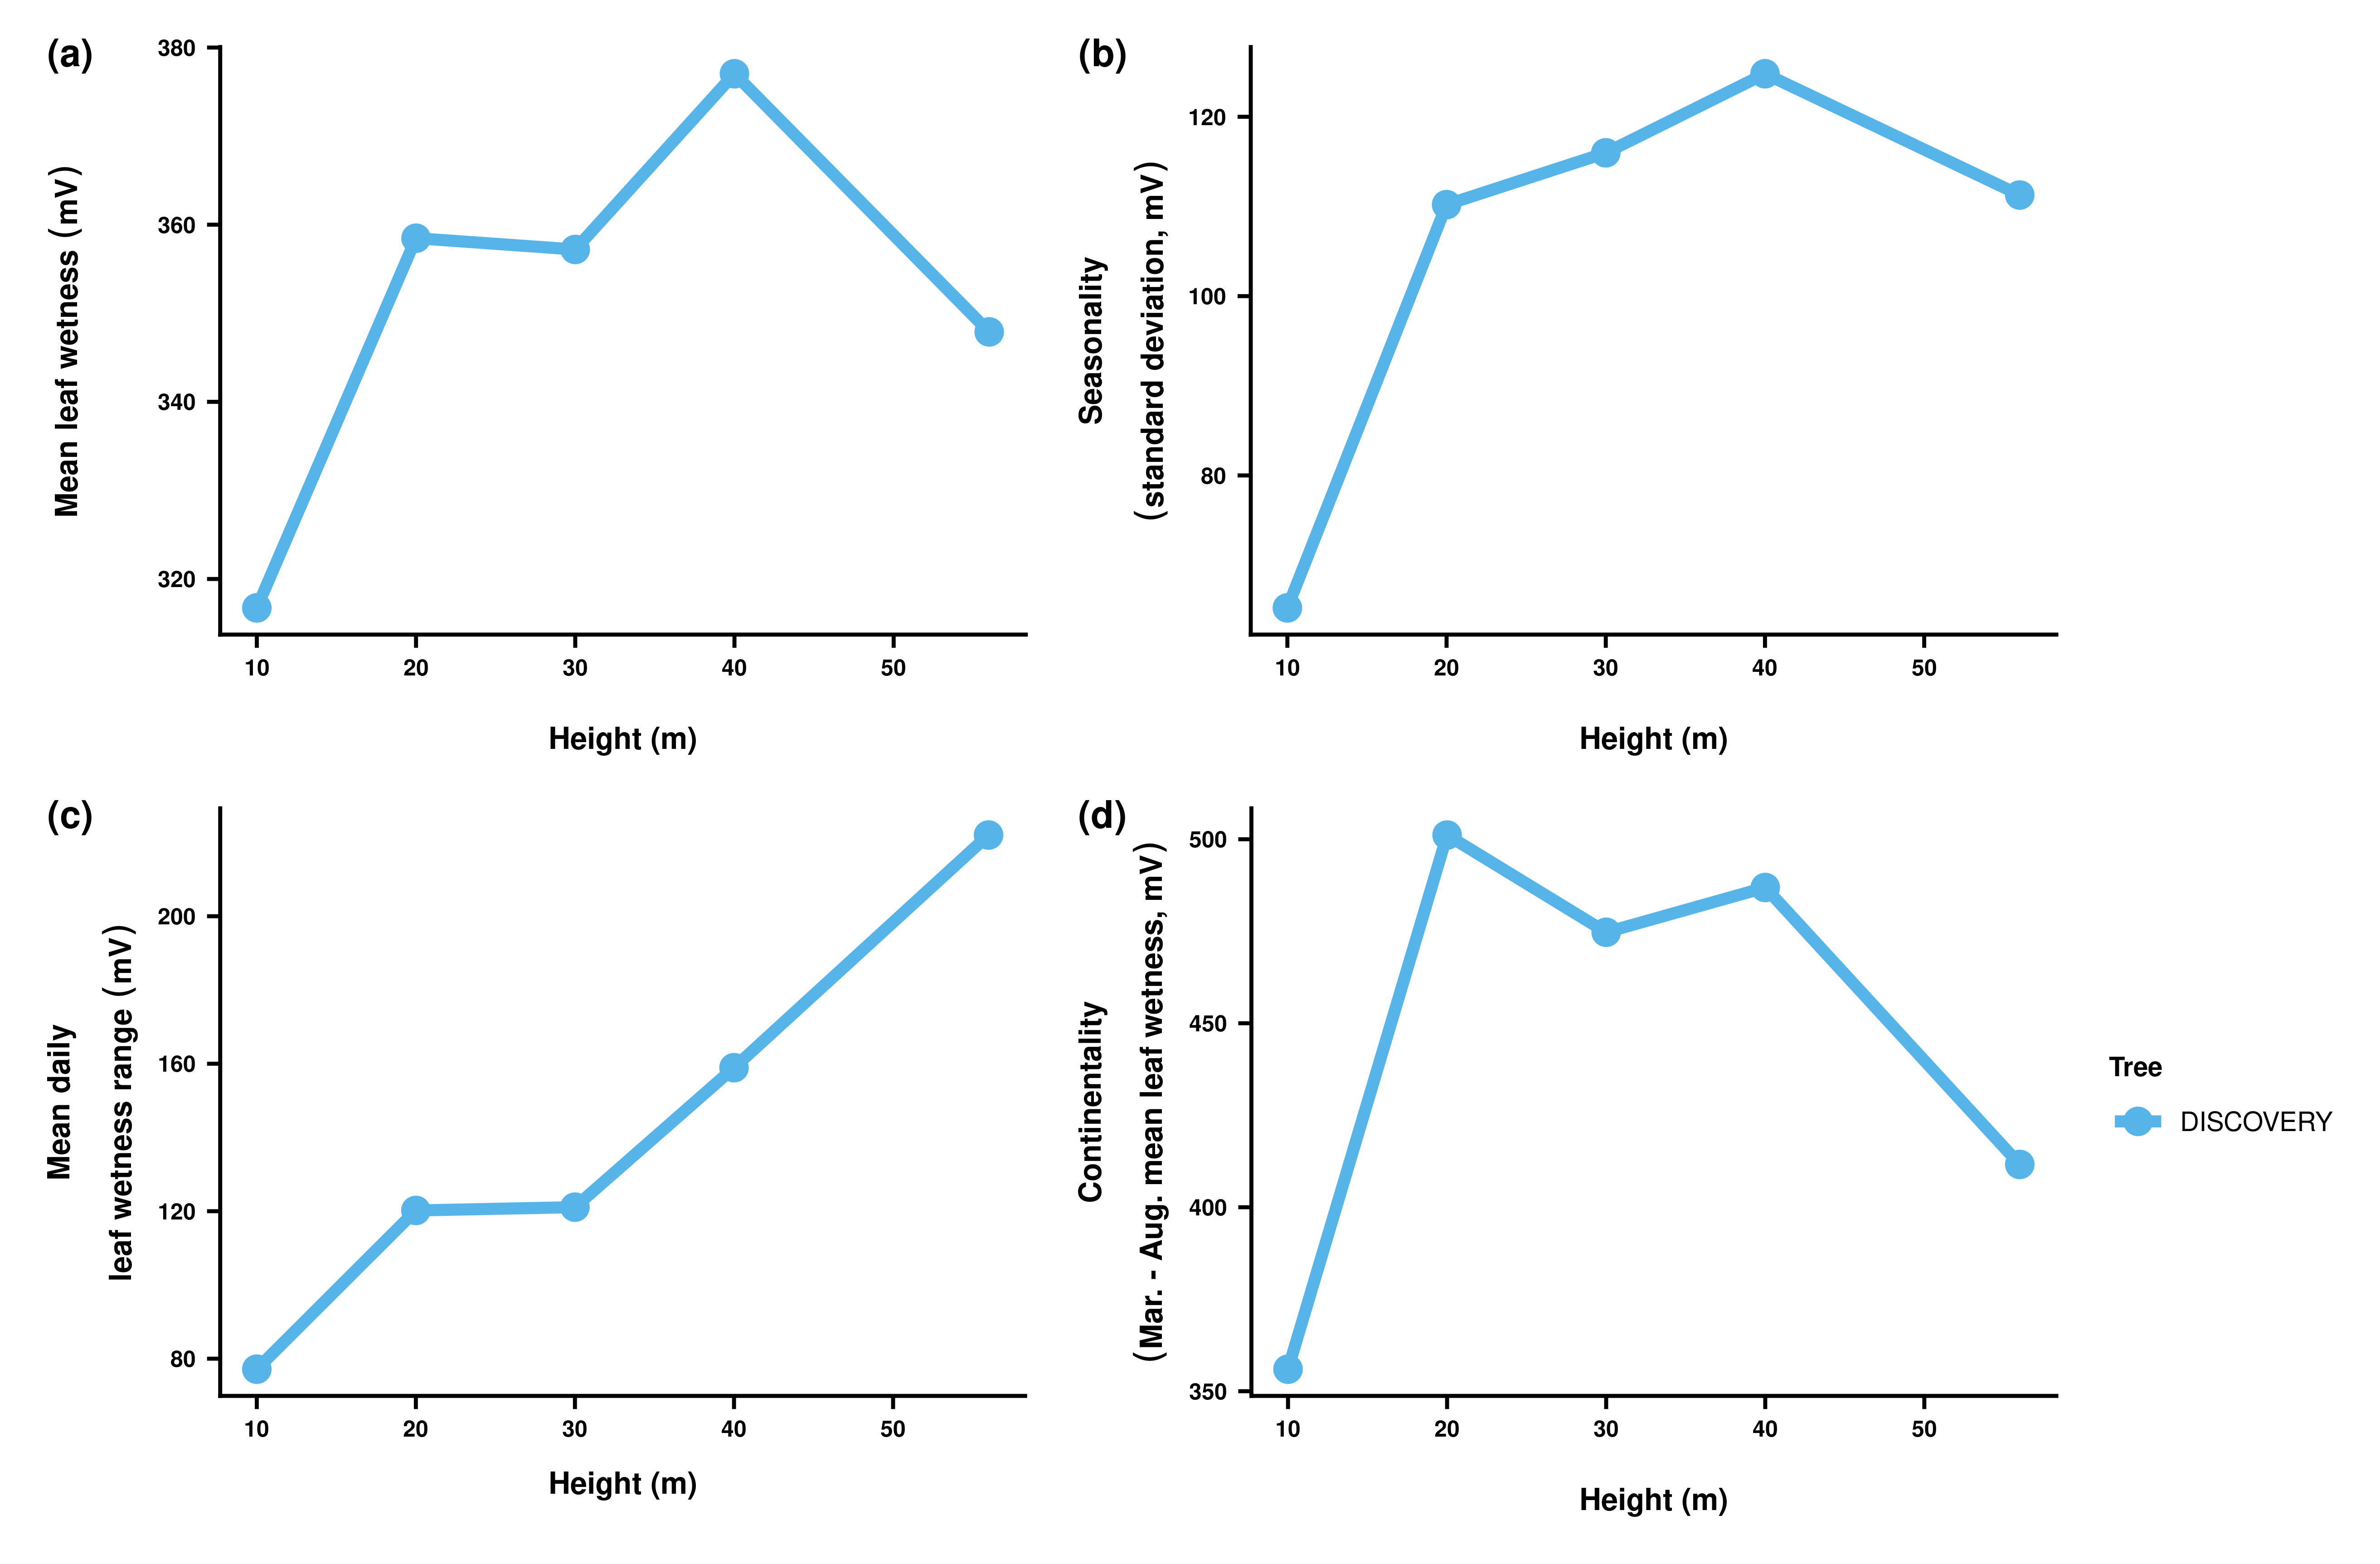 (a)
Mean leaf wetness (mV)
380
360
340
320
10 20 30 40 50
Height (m)
(b)
Seasonality
(standard deviation, mV)
120
100
80
10 20 30 40 50
Height (m)
(c)
Mean daily
leaf wetness range (mV)
200
160
120
80
10 20 30 40 50
Height (m)
(d)
Continentality
(Mar. - Aug. mean leaf wetness, mV)
500
450
400
350
10 20 30 40 50
Height (m)
Tree
DISCOVERY